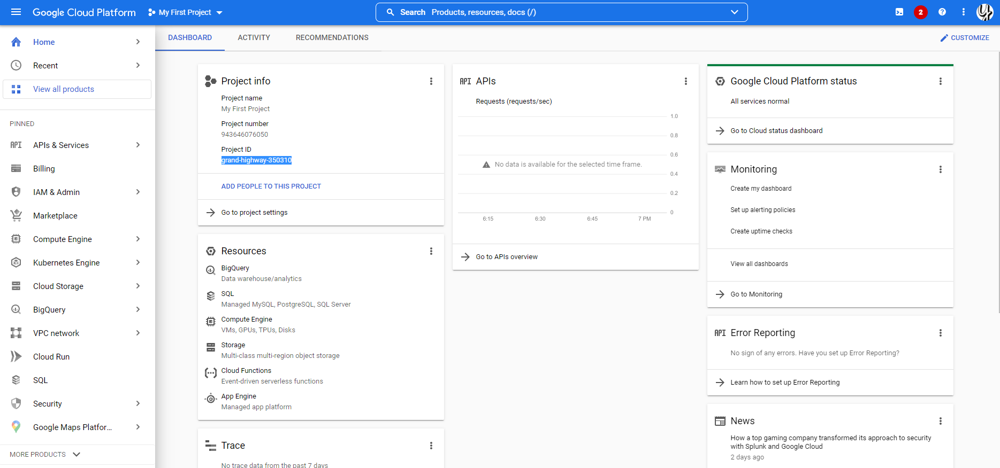 Google Cloud Platform
My First Project
Search Products, resources, docs (/)
2
Home
Recent
View all products
PINNED
API APIs & Services
Billing
IAM & Admin
Marketplace
Compute Engine
Kubernetes Engine
Cloud Storage
BigQuery
VPC network
Cloud Run
SQL
Security
Google Maps Platfor...
MORE PRODUCTS
DASHBOARD
ACTIVITY
RECOMMENDATIONS
CUSTOMIZE
Project info
Project name
My First Project
Project number
943646076050
Project ID
grand-highway-350310
ADD PEOPLE TO THIS PROJECT
Go to project settings
Resources
BigQuery
Data warehouse/analytics
SQL
Managed MySQL, PostgreSQL, SQL Server
Compute Engine
VMs, GPUs, TPUs, Disks
Storage
Multi-class multi-region object storage
Cloud Functions
Event-driven serverless functions
App Engine
Managed app platform
Trace
No trace data from the past 7 days
API APIs
Requests (requests/sec)
1.0
0.8
0.6
No data is available for the selected time frame.
0.4
0.2
0
6:15
6:30
6:45
7 PM
Go to APIs overview
Google Cloud Platform status
All services normal
Go to Cloud status dashboard
Monitoring
Create my dashboard
Set up alerting policies
Create uptime checks
View all dashboards
Go to Monitoring
API Error Reporting
No sign of any errors. Have you set up Error Reporting?
Learn how to set up Error Reporting
News
How a top gaming company transformed its approach to security
with Splunk and Google Cloud
2 days ago